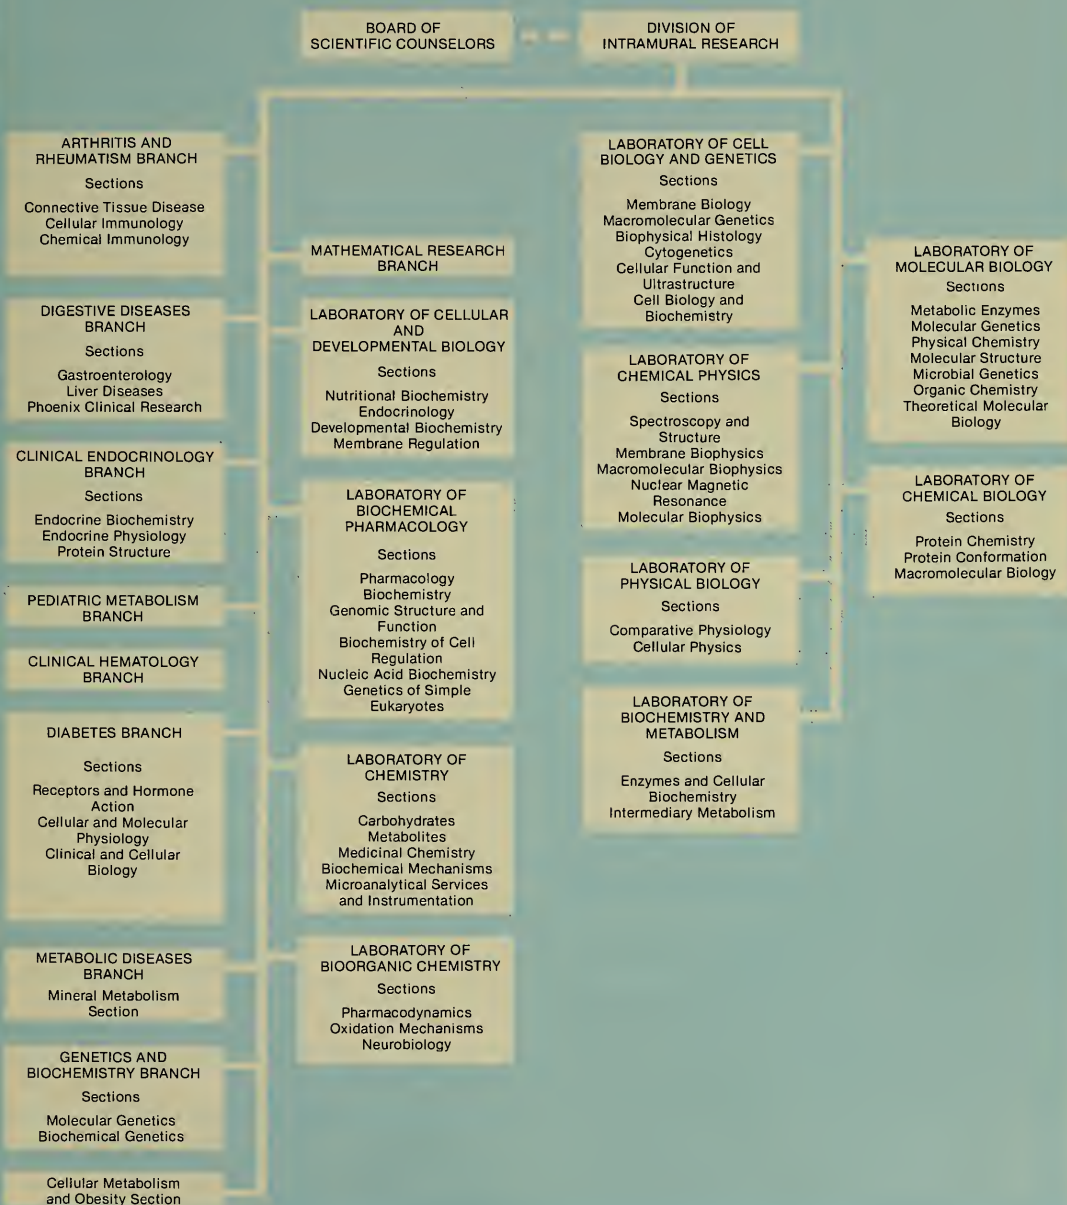 BOARD OF
SCIENTIFIC COUNSELORS
DIVISION OF
INTRAMURAL RESEARCH
ARTHRITIS AND
RHEUMATISM BRANCH
Sections
Connective Tissue Disease
Cellular Immunology
Chemical Immunology
DIGESTIVE DISEASES
BRANCH
Sections
Gastroenterology
Liver Diseases
Phoenix Clinical Research
CLINICAL ENDOCRINOLOGY
BRANCH
Sections
Endocrine Biochemistry
Endocrine Physiology
Protein Structure
PEDIATRIC METABOLISM
BRANCH
CLINICAL HEMATOLOGY
BRANCH
DIABETES BRANCH
Sections
Receptors and Hormone
Action
Cellular and Molecular
Physiology
Clinical and Cellular
Biology
METABOLIC DISEASES
BRANCH
Mineral Metabolism
Section
GENETICS AND
BIOCHEMISTRY BRANCH
Sections
Molecular Genetics
Biochemical Genetics
Cellular Metabolism
and Obesity Section
MATHEMATICAL RESEARCH
BRANCH
LABORATORY OF CELLULAR
AND
DEVELOPMENTAL BIOLOGY
Sections
Nutritional Biochemistry
Endocrinology
Developmental Biochemistry
Membrane Regulation
LABORATORY OF
BIOCHEMICAL
PHARMACOLOGY
Sections
Pharmacology
Biochemistry
Genomic Structure and
Function
Biochemistry of Cell
Regulation
Nucleic Acid Biochemistry
Genetics of Simple
Eukaryotes
LABORATORY OF
CHEMISTRY
Sections
Carbohydrates
Metabolites
Medicinal Chemistry
Biochemical Mechanisms
Microanalytical Services
and Instrumentation
LABORATORY OF
BIOORGANIC CHEMISTRY
Sections
Pharmacodynamics
Oxidation Mechanisms
Neurobiology
LABORATORY OF CELL
BIOLOGY AND GENETICS
Sections
Membrane Biology
Macromolecular Genetics
Biophysical Histology
Cytogenetics
Cellular Function and
Ultrastructure
Cell Biology and
Biochemistry
LABORATORY OF
CHEMICAL PHYSICS
Sections
Spectroscopy and
Structure
Membrane Biophysics
Macromolecular Biophysics
Nuclear Magnetic
Resonance
Molecular Biophysics
LABORATORY OF
PHYSICAL BIOLOGY
Sections
Comparative Physiology
Cellular Physics
LABORATORY OF
BIOCHEMISTRY AND
METABOLISM
Sections
Enzymes and Cellular
Biochemistry
Intermediary Metabolism
LABORATORY OF
MOLECULAR BIOLOGY
Sections
Metabolic Enzymes
Molecular Genetics
Physical Chemistry
Molecular Structure
Microbial Genetics
Organic Chemistry
Theoretical Molecular
Biology
LABORATORY OF
CHEMICAL BIOLOGY
Sections
Protein Chemistry
Protein Conformation
Macromolecular Biology